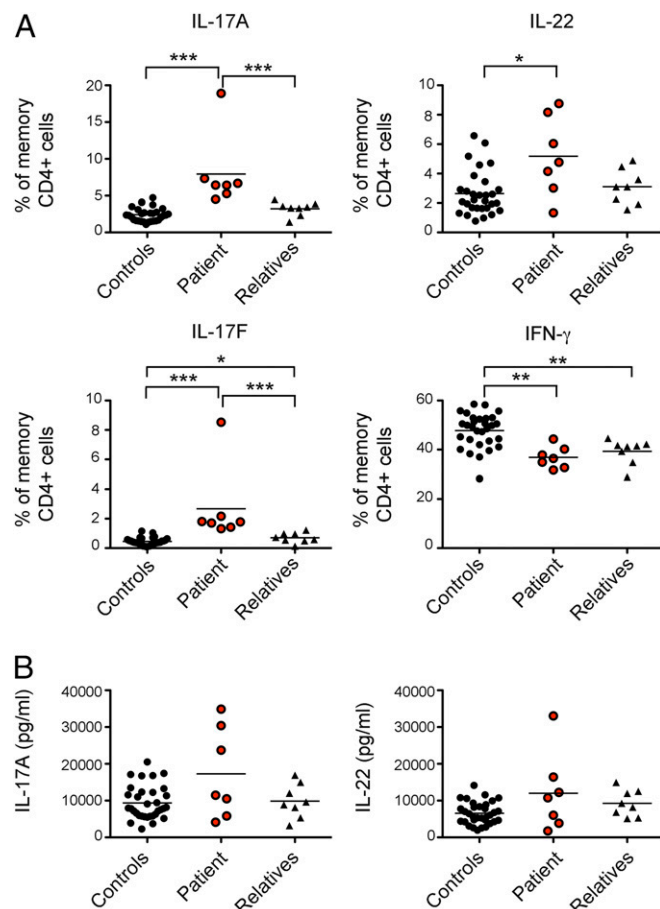 A
IL-17A
IL-22
% of memory
CD4+ cells
20
15
10
5
0
***
***
Controls
Patient
Relatives
% of memory
CD4+ cells
10
8
6
4
2
0
*
Controls
Patient
Relatives
IL-17F
IFN-γ
% of memory
CD4+ cells
10
8
6
4
2
0
*
***
***
Controls
Patient
Relatives
% of memory
CD4+ cells
60
40
20
0
**
**
Controls
Patient
Relatives
B
IL-17A (pg/ml)
40000
30000
20000
10000
0
Controls
Patient
Relatives
IL-22 (pg/ml)
40000
30000
20000
10000
0
Controls
Patient
Relatives